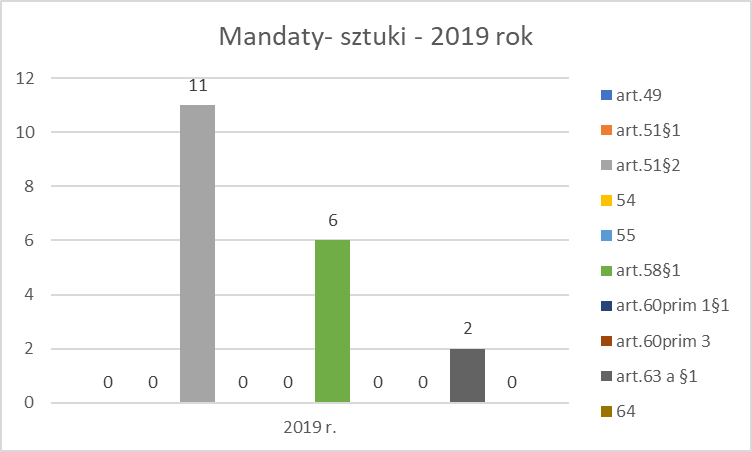 Mandaty- sztuki - 2019 rok
12
10
8
6
4
2
0
0
0
11
0
0
6
0
0
2
0
2019 r.
art.49
art.51§1
art.51§2
54
55
art.58§1
art.60prim 1§1
art.60prim 3
art.63 a §1
64